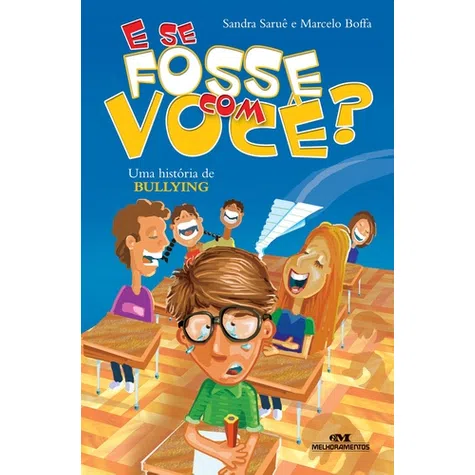 Sandra Saruê e Marcelo Boffa
E SE
FOSSE
COM
VOCÊ?
Uma história de
BULLYING
M
MELHORAMENTOS